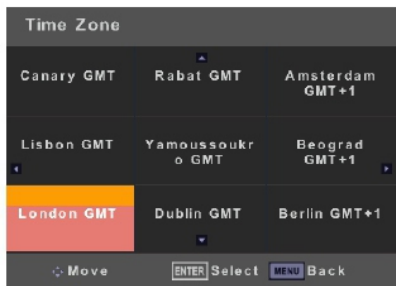 Time Zone
Canary GMT
Rabat GMT
Amsterdam
GMT+1
Lisbon GMT
Yamoussoukr
o GMT
Beograd
GMT+1
London GMT
Dublin GMT
Berlin GMT+1
Move
ENTER Select
MENU Back